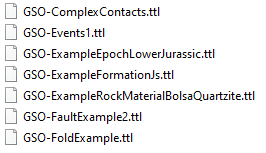 GSO-ComplexContacts.ttl
GSO-Events1.ttl
GSO-ExampleEpochLowerJurassic.ttl
GSO-ExampleFormationJs.ttl
GSO-ExampleRockMaterialBolsaQuartzite.ttl
GSO-FaultExample2.ttl
GSO-FoldExample.ttl